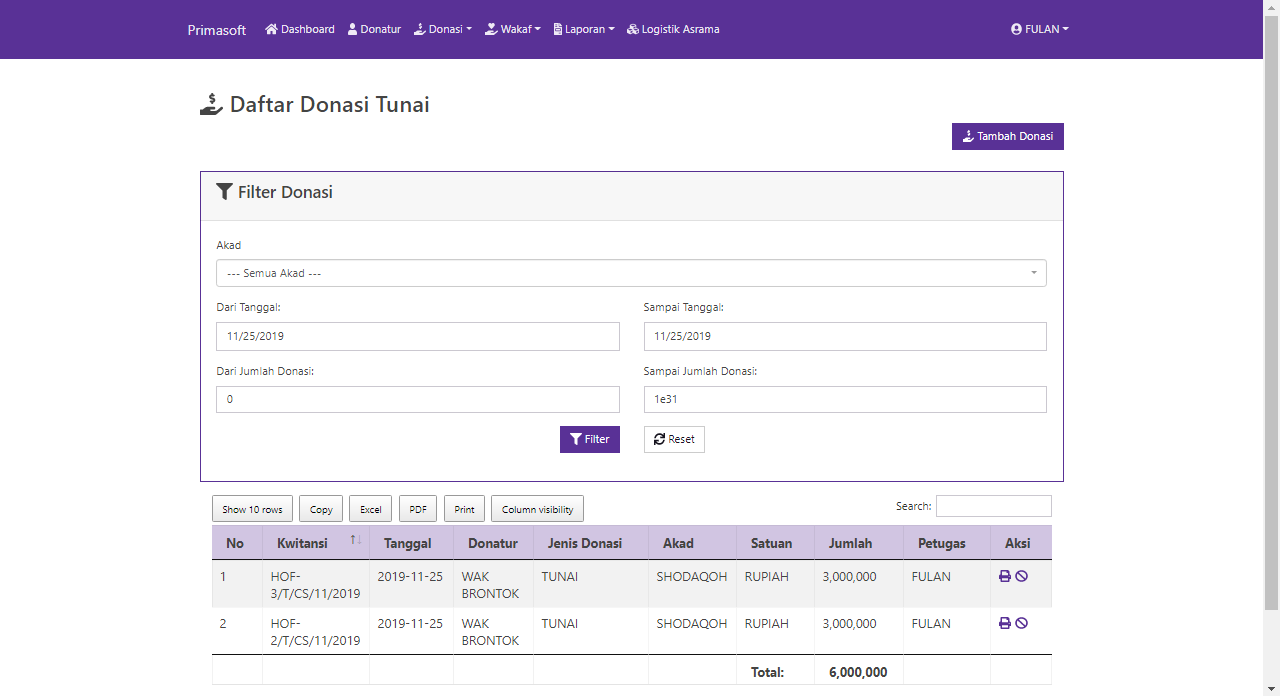 Primasoft Dashboard Donatur Donasi Wakaf Laporan Logistik Asrama FULAN
Daftar Donasi Tunai
Tambah Donasi
Filter Donasi
Akad
--- Semua Akad ---
Dari Tanggal: Sampai Tanggal:
11/25/2019 11/25/2019
Dari Jumlah Donasi: Sampai Jumlah Donasi:
0 1e31
Filter Reset
Show 10 rows Copy Excel PDF Print Column visibility Search:
No Kwitansi Tanggal Donatur Jenis Donasi Akad Satuan Jumlah Petugas Aksi
1 HOF- 2019-11-25 WAK TUNAI SHODAQOH RUPIAH 3,000,000 FULAN
3/T/CS/11/2019 BRONTOK
2 HOF- 2019-11-25 WAK TUNAI SHODAQOH RUPIAH 3,000,000 FULAN
2/T/CS/11/2019 BRONTOK
Total: 6,000,000